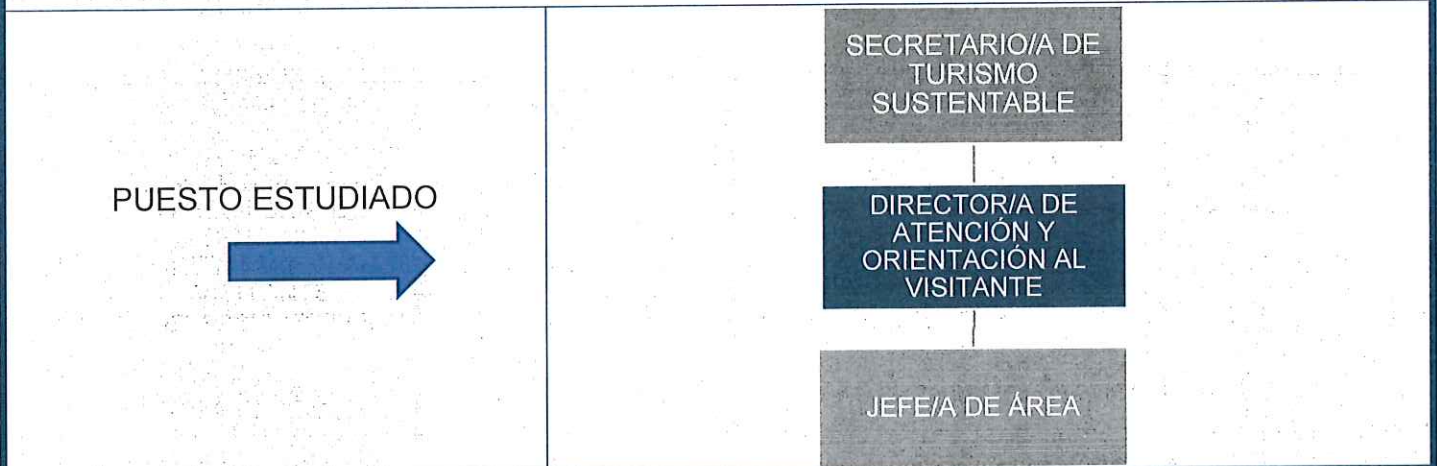 SECRETARIO/A DE
TURISMO
SUSTENTABLE
PUESTO ESTUDIADO
DIRECTOR/A DE
ATENCIÓN Y
ORIENTACIÓN AL
VISITANTE
JEFE/A DE ÁREA